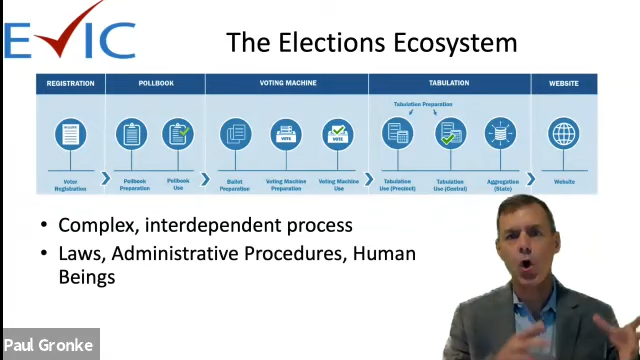 EVIC
The Elections Ecosystem
REGISTRATION
POLLBOOK
VOTING MACHINE
TABULATION
WEBSITE
Tabulation Preparation
VOTE
VOTE
Voter
Registration
Pollbook
Preparation
Pollbook
Use
Ballot
Preparation
Voting Machine
Preparation
Voting Machine
Use
Tabulation
Use (Precinct)
Tabulation
Use (Central)
Aggregation
(State)
Website
• Complex, interdependent process
• Laws, Administrative Procedures, Human
Beings
Paul Gronke